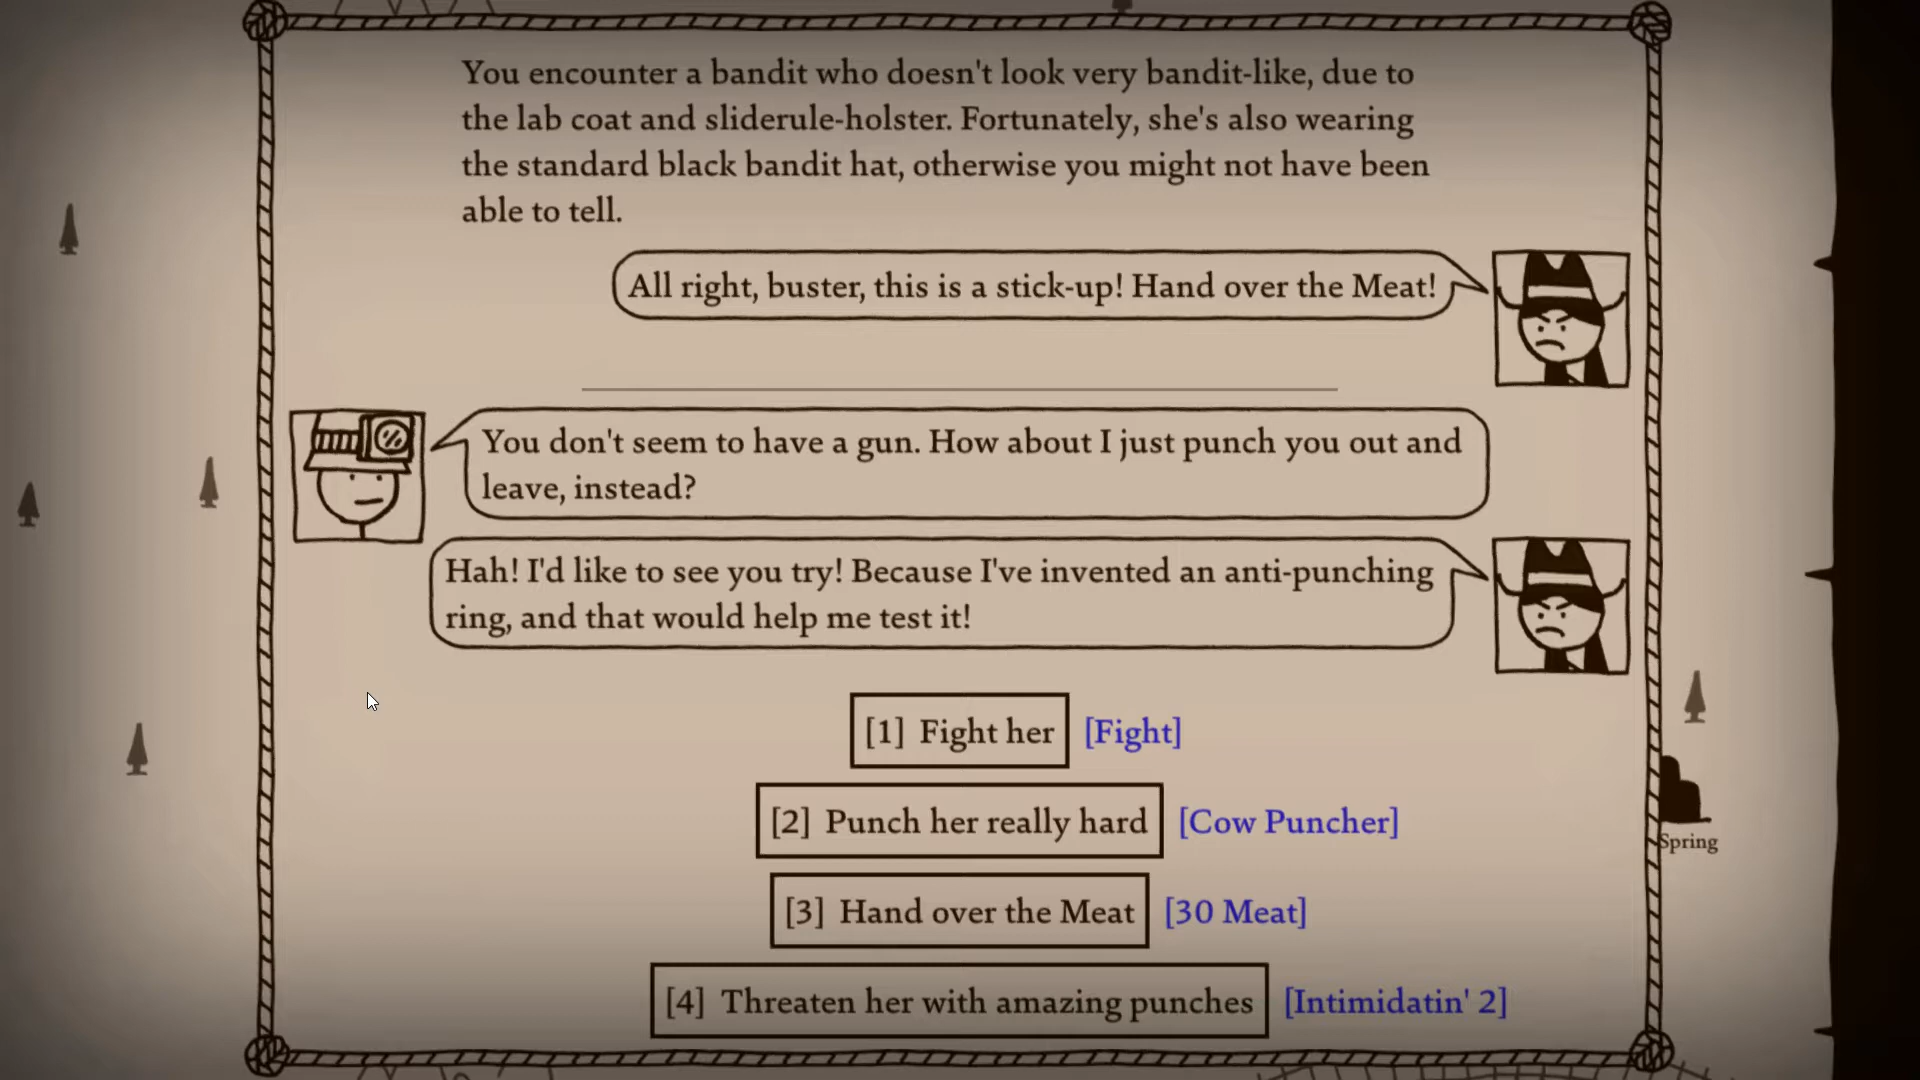 You encounter a bandit who doesn't look very bandit-like, due to
the lab coat and sliderule-holster. Fortunately, she's also wearing
the standard black bandit hat, otherwise you might not have been
able to tell.
All right, buster, this is a stick-up! Hand over the Meat!
You don't seem to have a gun. How about I just punch you out and
leave, instead?
Hah! I'd like to see you try! Because I've invented an anti-punching
ring, and that would help me test it!
[1] Fight her [Fight]
[2] Punch her really hard [Cow Puncher]
Spring
[3] Hand over the Meat [30 Meat]
[4] Threaten her with amazing punches [Intimidatin' 2]